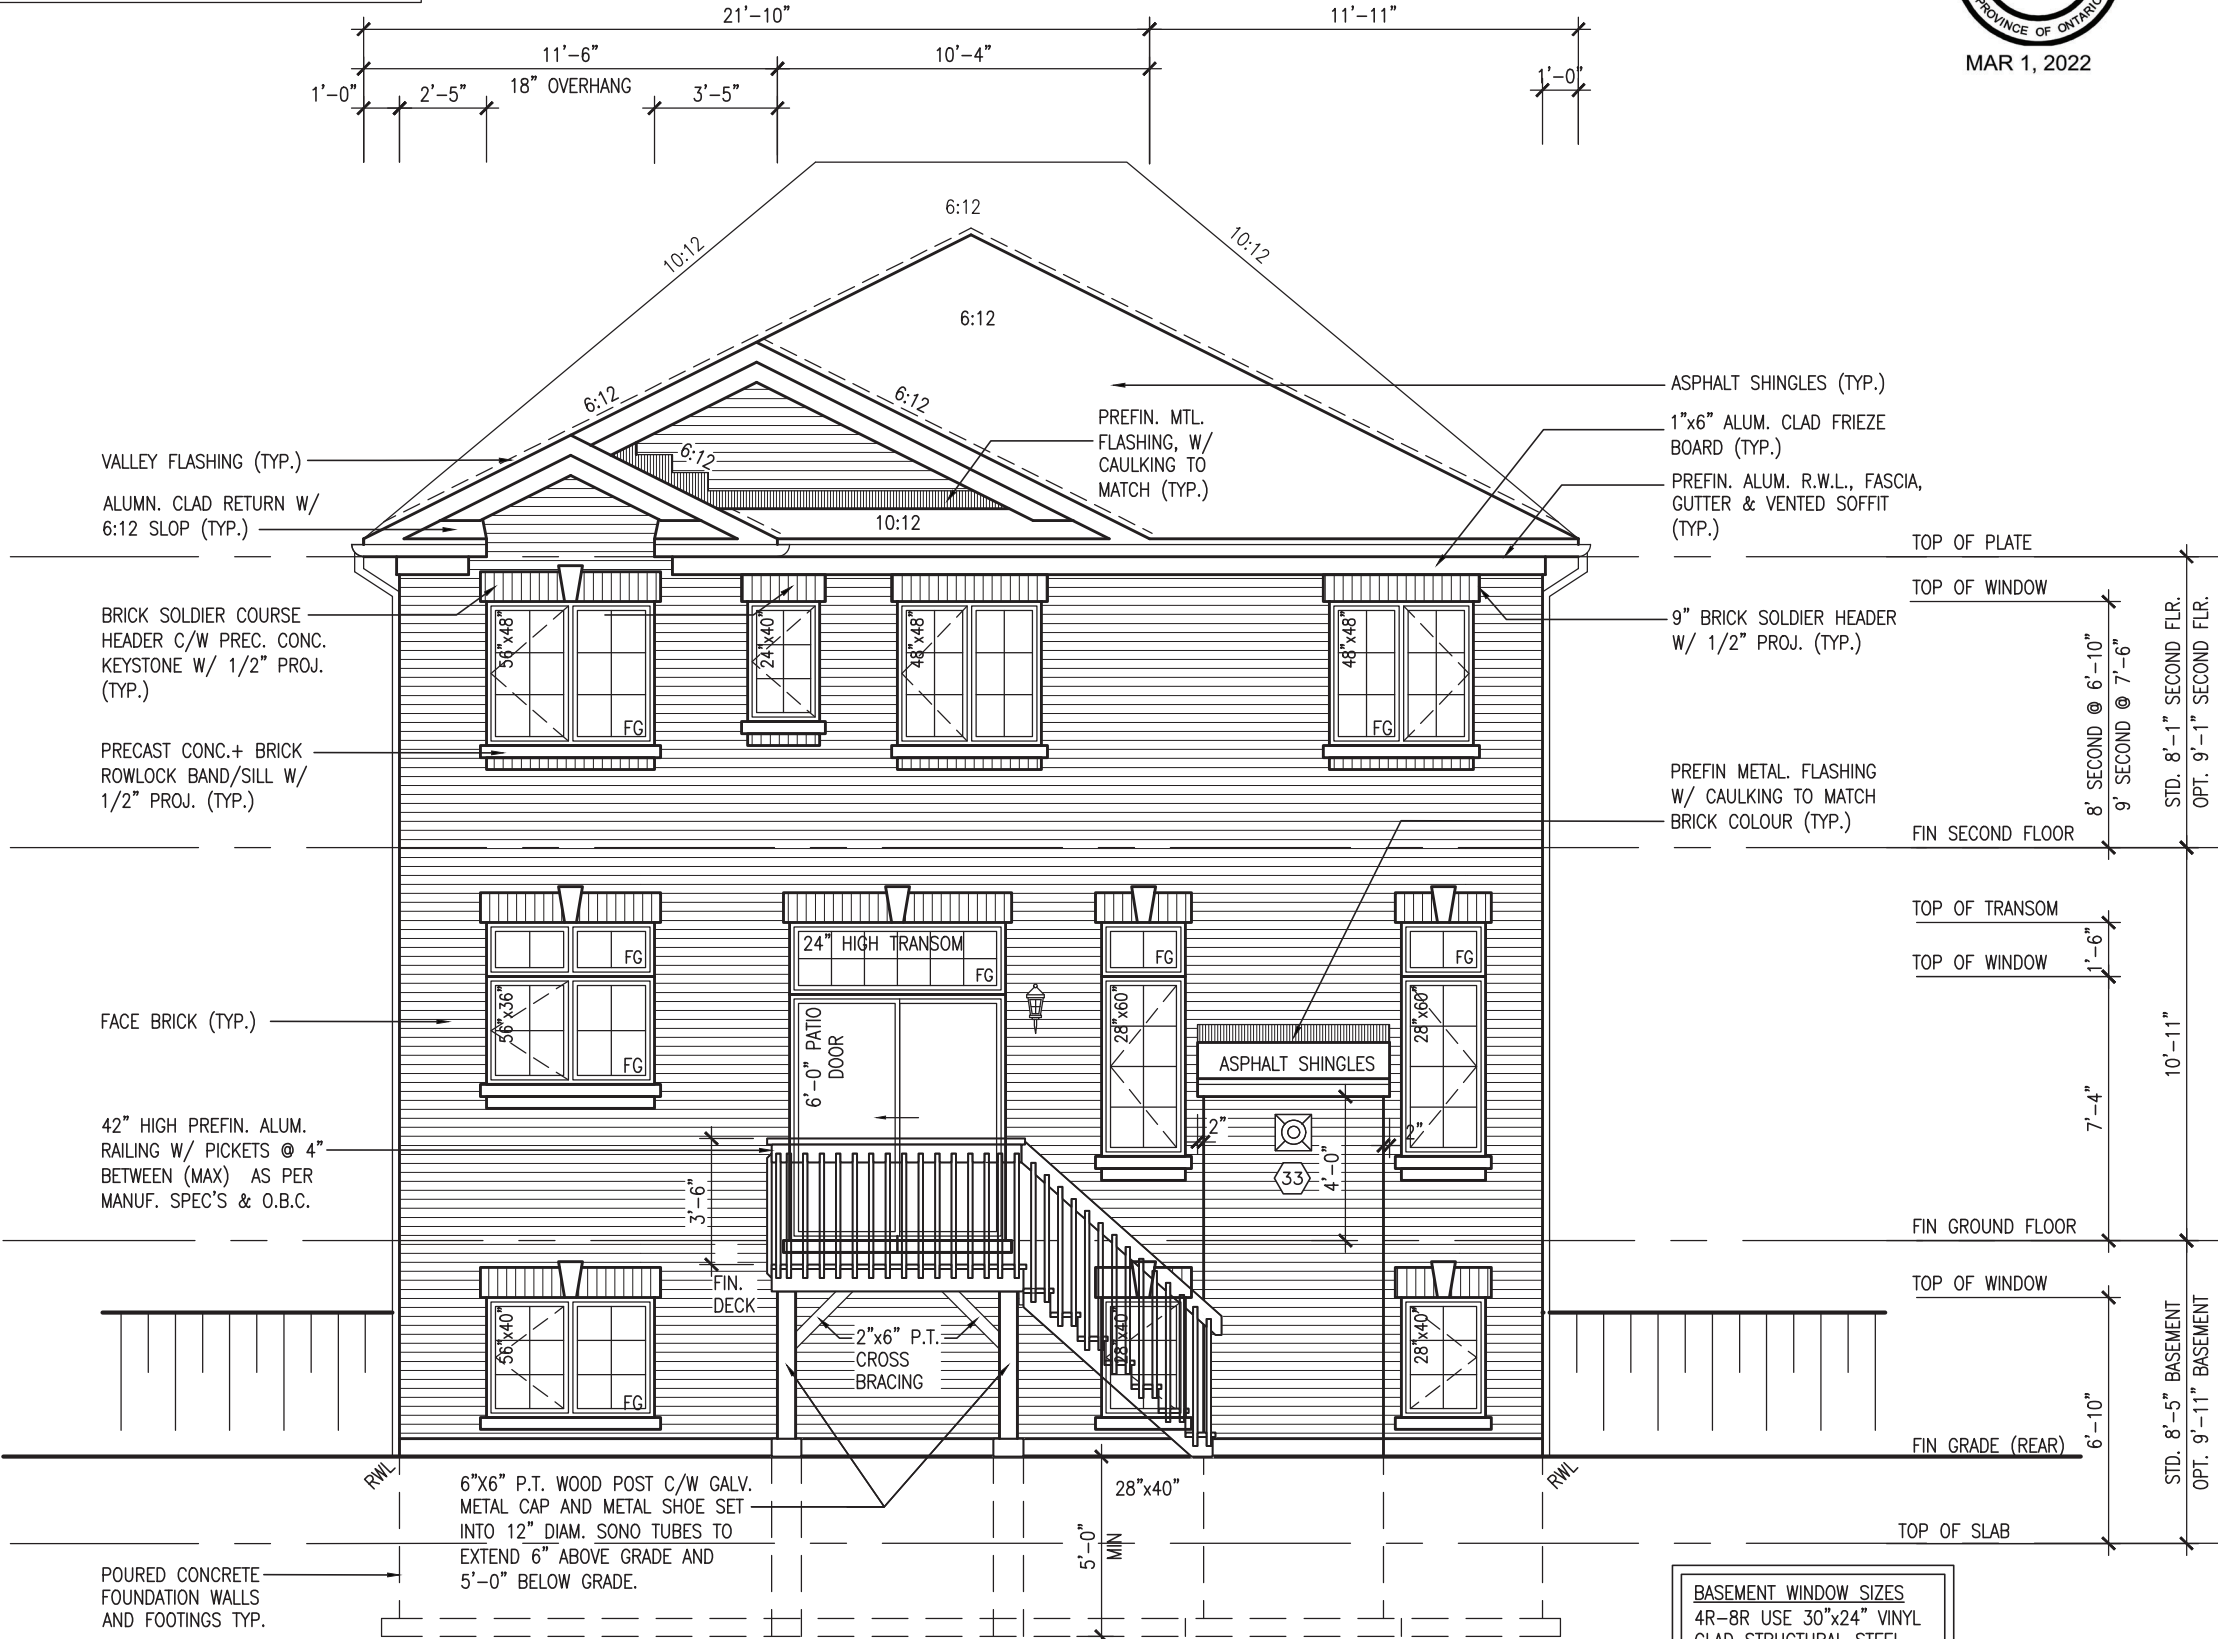 PROVINCE OF ONTARIO
MAR 1, 2022
21'-10"
11'-11"
11'-6"
10'-4"
1'-0"
2'-5"
18" OVERHANG
3'-5"
1'-0"
6:12
10:12
10:12
6:12
6:12
6:12
6:12
10:12
PREFIN. MTL.
FLASHING, W/
CAULKING TO
MATCH (TYP.)
VALLEY FLASHING (TYP.)
ALUMN. CLAD RETURN W/
6:12 SLOP (TYP.)
BRICK SOLDIER COURSE
HEADER C/W PREC. CONC.
KEYSTONE W/ 1/2" PROJ.
(TYP.)
PRECAST CONC.+ BRICK
ROWLOCK BAND/SILL W/
1/2" PROJ. (TYP.)
FACE BRICK (TYP.)
42" HIGH PREFIN. ALUM.
RAILING W/ PICKETS @ 4"
BETWEEN (MAX) AS PER
MANUF. SPEC'S & O.B.C.
POURED CONCRETE
FOUNDATION WALLS
AND FOOTINGS TYP.
56"x48"
FG
24"x40"
48"x48"
48"x48"
FG
FG
56"x36"
FG
24" HIGH TRANSOM
FG
6'-0" PATIO
DOOR
FG
28"x60"
FG
28"x60"
ASPHALT SHINGLES
2"
2"
33
4'-0"
3'-6"
FIN.
DECK
56"x40"
FG
2"x6" P.T.
CROSS
BRACING
28"x40"
28"x40"
RWL
RWL
6"X6" P.T. WOOD POST C/W GALV.
METAL CAP AND METAL SHOE SET
INTO 12" DIAM. SONO TUBES TO
EXTEND 6" ABOVE GRADE AND
5'-0" BELOW GRADE.
28"x40"
5'-0"
MIN
ASPHALT SHINGLES (TYP.)
1"x6" ALUM. CLAD FRIEZE
BOARD (TYP.)
PREFIN. ALUM. R.W.L., FASCIA,
GUTTER & VENTED SOFFIT
(TYP.)
9" BRICK SOLDIER HEADER
W/ 1/2" PROJ. (TYP.)
PREFIN METAL. FLASHING
W/ CAULKING TO MATCH
BRICK COLOUR (TYP.)
TOP OF PLATE
TOP OF WINDOW
8' SECOND @ 6'-10"
9' SECOND @ 7'-6"
STD. 8'-1" SECOND FLR.
OPT. 9'-1" SECOND FLR.
FIN SECOND FLOOR
TOP OF TRANSOM
1'-6"
TOP OF WINDOW
7'-4"
10'-11"
FIN GROUND FLOOR
TOP OF WINDOW
6'-10"
STD. 8'-5" BASEMENT
OPT. 9'-11" BASEMENT
FIN GRADE (REAR)
TOP OF SLAB
BASEMENT WINDOW SIZES
4R-8R USE 30"x24" VINYL
CLAD STRUCTURAL STEEL